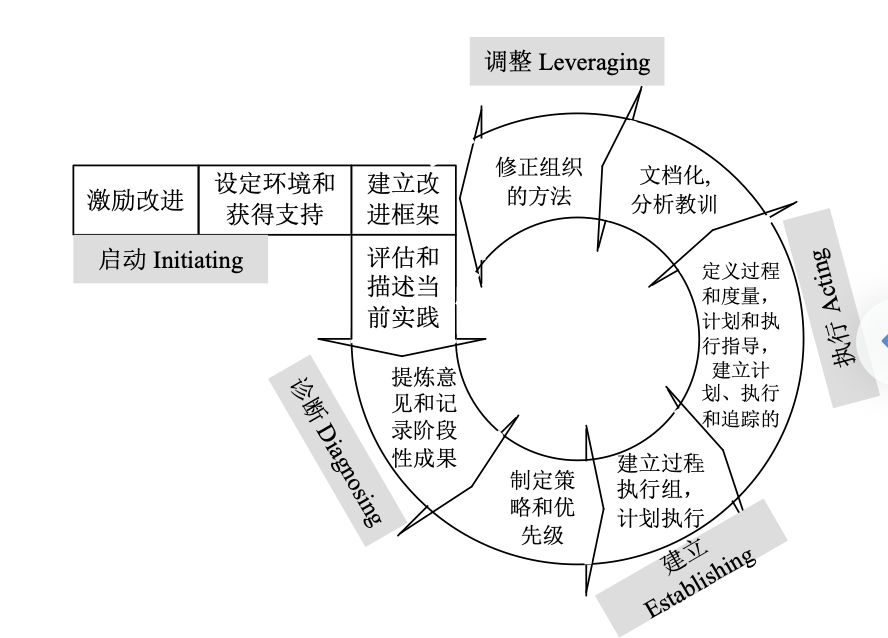 调整 Leveraging
修正组织
的方法
文档化,
分析教训
激励改进
设定环境和
获得支持
建立改
进框架
启动 Initiating
评估和
描述当
前实践
定义过程
和度量，
计划和执
行指导，
建立计
划、执行
和追踪的
执行 Acting
提炼意
见和记
录阶段
性成果
诊断 Diagnosing
制定策
略和优
先级
建立过程
执行组，
计划执行
建立
Establishing